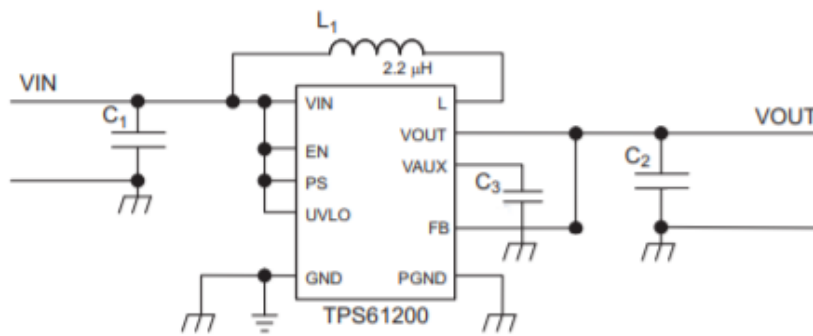 L1
2.2 µH
VIN
VIN
L
C1
VOUT
VOUT
EN
VAUX
C2
PS
C3
UVLO
FB
GND
PGND
TPS61200